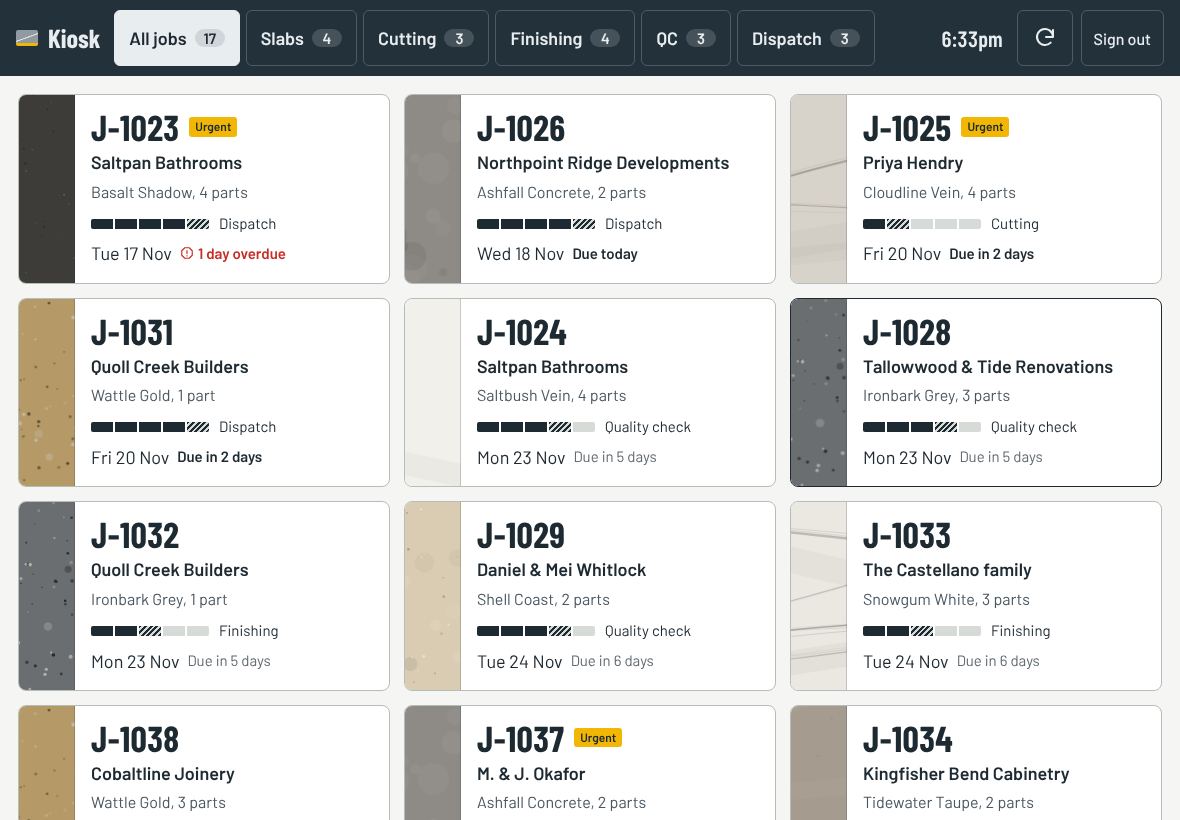 Kiosk
All jobs 17
Slabs 4
Cutting 3
Finishing 4
QC 3
Dispatch 3
6:33pm
Sign out
J-1023 Urgent
Saltpan Bathrooms
Basalt Shadow, 4 parts
Dispatch
Tue 17 Nov 1 day overdue
J-1026
Northpoint Ridge Developments
Ashfall Concrete, 2 parts
Dispatch
Wed 18 Nov Due today
J-1025 Urgent
Priya Hendry
Cloudline Vein, 4 parts
Cutting
Fri 20 Nov Due in 2 days
J-1031
Quoll Creek Builders
Wattle Gold, 1 part
Dispatch
Fri 20 Nov Due in 2 days
J-1024
Saltpan Bathrooms
Saltbush Vein, 4 parts
Quality check
Mon 23 Nov Due in 5 days
J-1028
Tallowwood & Tide Renovations
Ironbark Grey, 3 parts
Quality check
Mon 23 Nov Due in 5 days
J-1032
Quoll Creek Builders
Ironbark Grey, 1 part
Finishing
Mon 23 Nov Due in 5 days
J-1029
Daniel & Mei Whitlock
Shell Coast, 2 parts
Quality check
Tue 24 Nov Due in 6 days
J-1033
The Castellano family
Snowgum White, 3 parts
Finishing
Tue 24 Nov Due in 6 days
J-1038
Cobaltline Joinery
Wattle Gold, 3 parts
J-1037 Urgent
M. & J. Okafor
Ashfall Concrete, 2 parts
J-1034
Kingfisher Bend Cabinetry
Tidewater Taupe, 2 parts